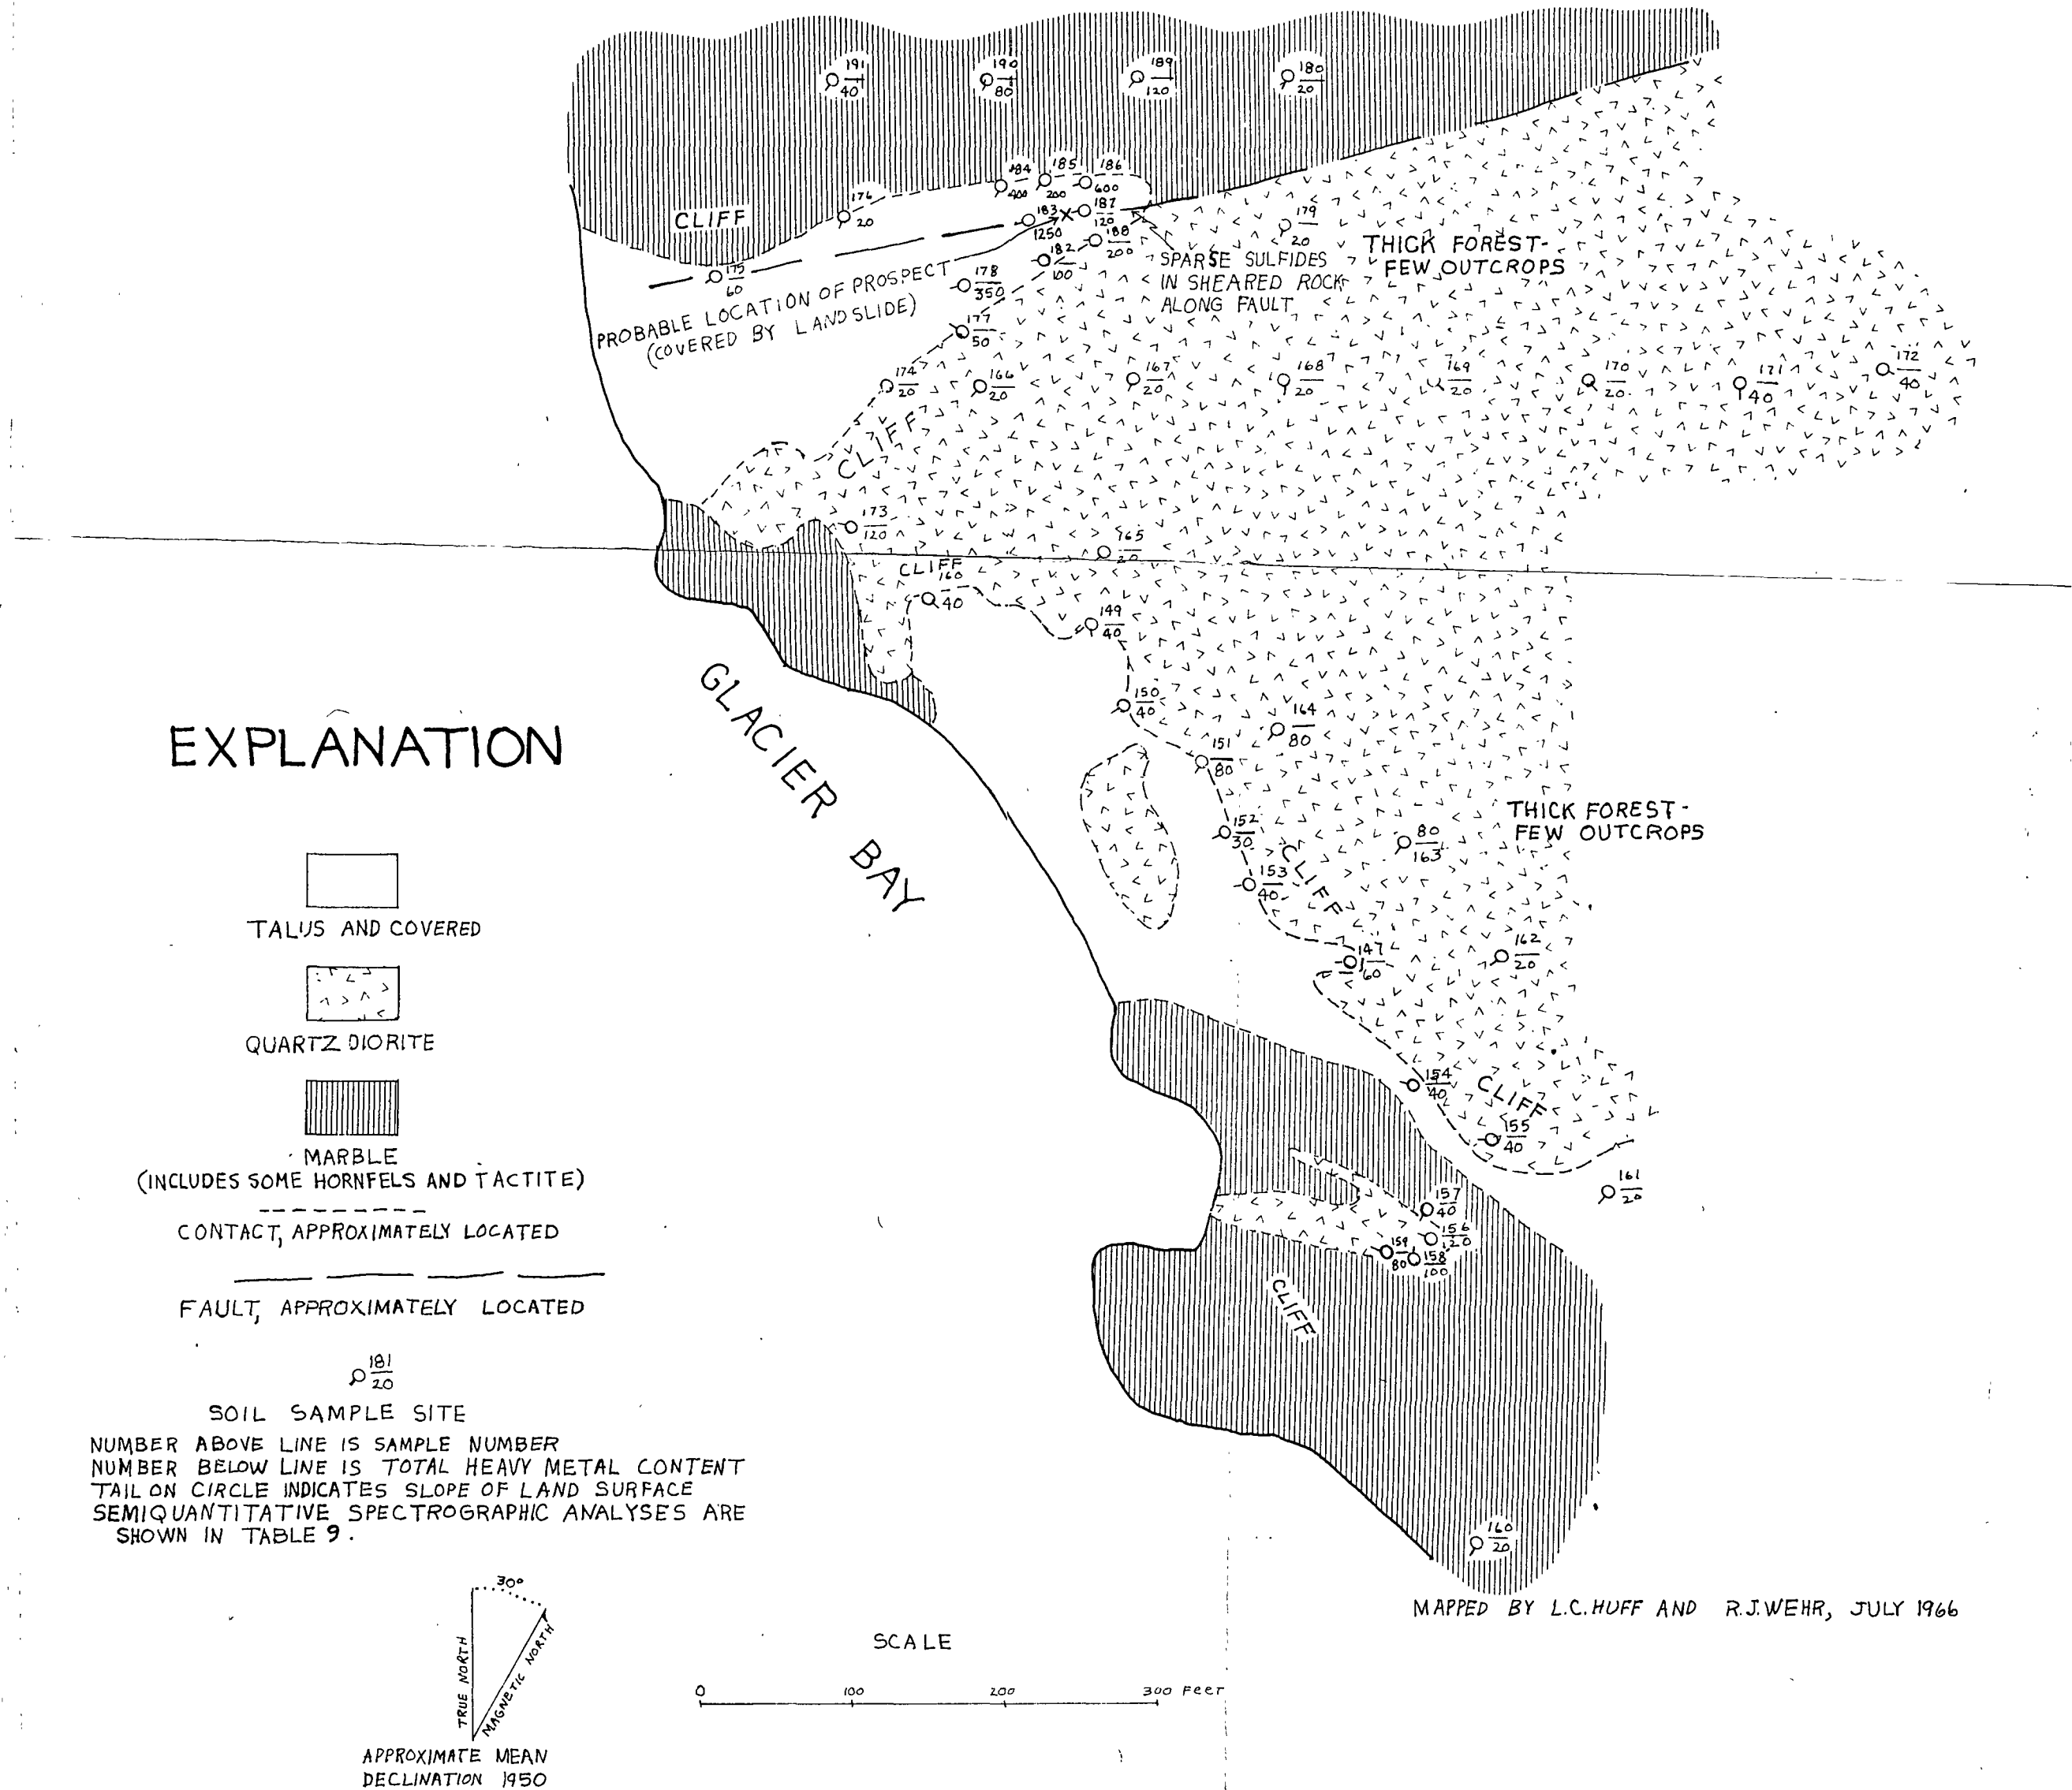 191
40
190
80
189
120
180
20
184
400
185
200
186
600
176
20
CLIFF
183
1250
X
187
120
188
200
179
20
THICK FOREST-
FEW OUTCROPS
182
100
SPARSE SULFIDES
IN SHEARED ROCK
ALONG FAULT
175
60
178
350
PROBABLE LOCATION OF PROSPECT
(COVERED BY LANDSLIDE)
177
50
174
20
166
20
167
20
168
20
169
20
170
20
171
40
172
40
CLIFF
173
120
165
20
CLIFF
160
40
149
40
GLACIER BAY
150
40
164
80
151
80
152
30
80
163
THICK FOREST-
FEW OUTCROPS
153
40
CLIFF
147
60
162
20
154
40
CLIFF
155
40
161
20
157
40
156
120
159
80
158
100
CLIFF
160
20
EXPLANATION
TALUS AND COVERED
QUARTZ DIORITE
MARBLE
(INCLUDES SOME HORNFELS AND TACTITE)
CONTACT, APPROXIMATELY LOCATED
FAULT, APPROXIMATELY LOCATED
181
20
SOIL SAMPLE SITE
NUMBER ABOVE LINE IS SAMPLE NUMBER
NUMBER BELOW LINE IS TOTAL HEAVY METAL CONTENT
TAIL ON CIRCLE INDICATES SLOPE OF LAND SURFACE
SEMIQUANTITATIVE SPECTROGRAPHIC ANALYSES ARE
SHOWN IN TABLE 9.
30°
TRUE NORTH
MAGNETIC NORTH
APPROXIMATE MEAN
DECLINATION 1950
SCALE
0 100 200 300 FEET
MAPPED BY L.C. HUFF AND R.J. WEHR, JULY 1966